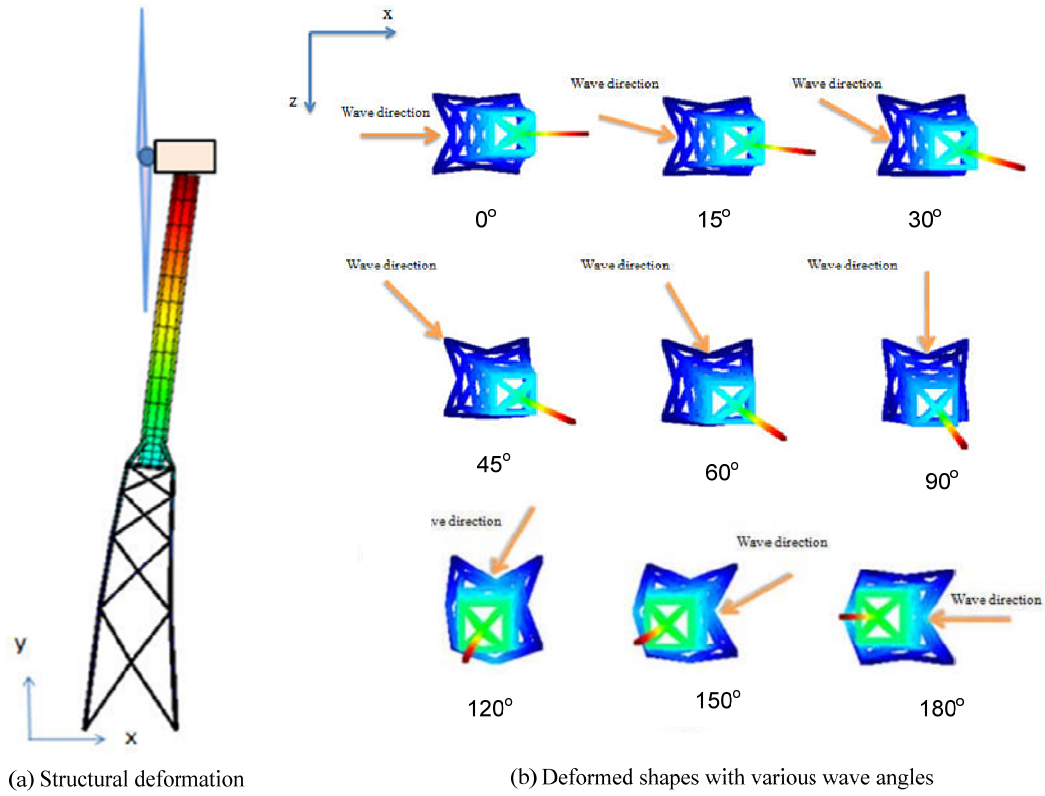 x
z
Wave direction
Wave direction
Wave direction
0°
15°
30°
Wave direction
Wave direction
Wave direction
45°
60°
90°
ve direction
Wave direction
Wave direction
120°
150°
180°
y
x
(a) Structural deformation
(b) Deformed shapes with various wave angles